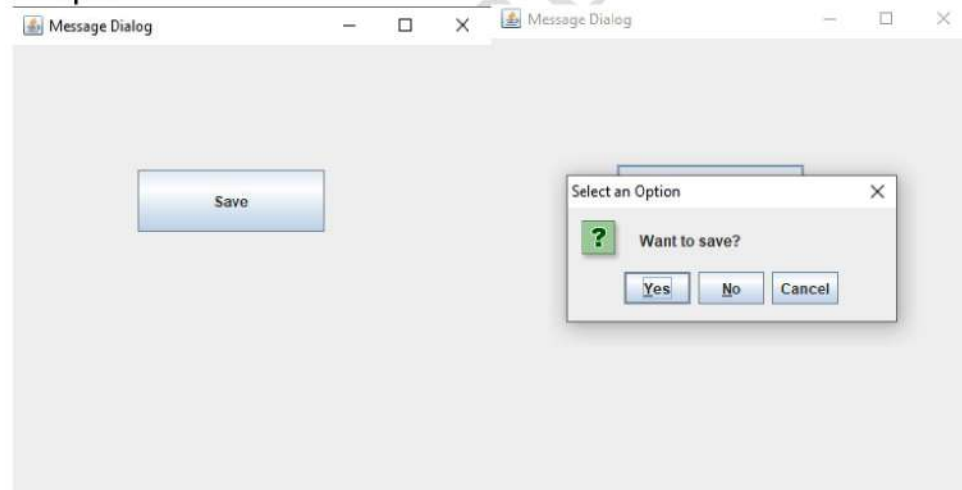 Message Dialog
Save
Message Dialog
Select an Option
?
Want to save?
Yes
No
Cancel